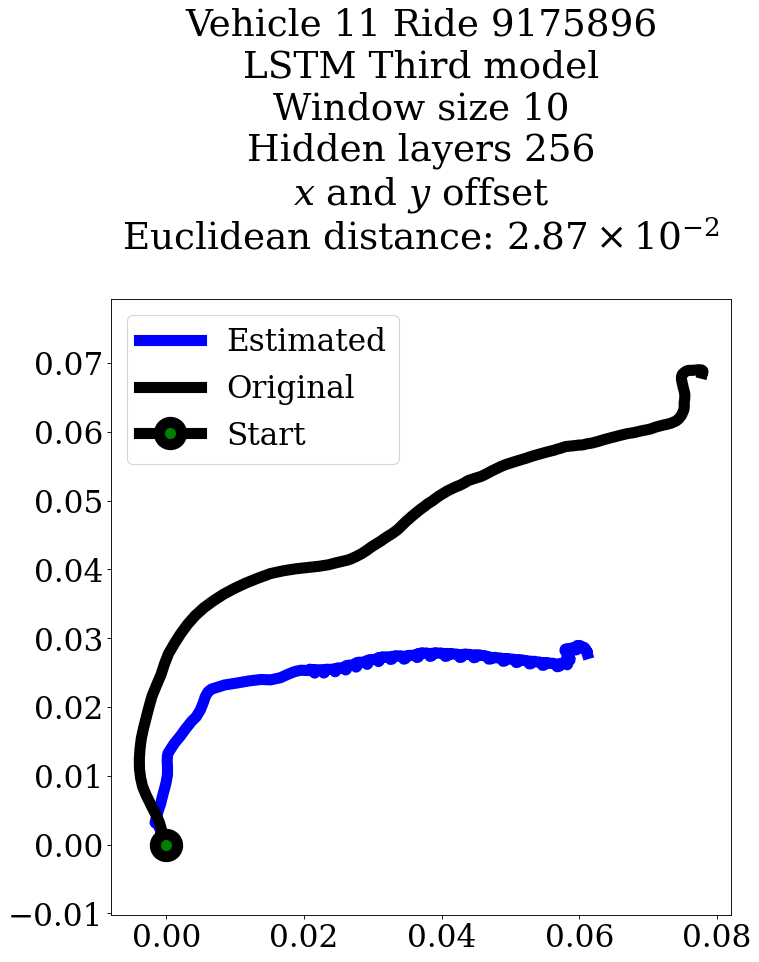 Vehicle 11 Ride 9175896
LSTM Third model
Window size 10
Hidden layers 256
x and y offset
Euclidean distance: 2.87 × 10⁻²
Estimated
Original
Start
0.07
0.06
0.05
0.04
0.03
0.02
0.01
0.00
−0.01
0.00 0.02 0.04 0.06 0.08